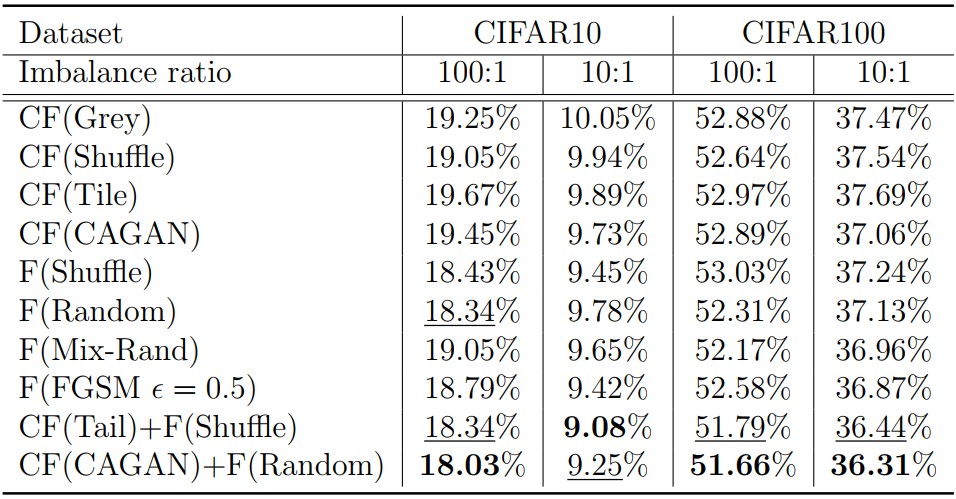 Dataset CIFAR10 CIFAR100
Imbalance ratio 100:1 10:1 100:1 10:1
CF(Grey) 19.25% 10.05% 52.88% 37.47%
CF(Shuffle) 19.05% 9.94% 52.64% 37.54%
CF(Tile) 19.67% 9.89% 52.97% 37.69%
CF(CAGAN) 19.45% 9.73% 52.89% 37.06%
F(Shuffle) 18.43% 9.45% 53.03% 37.24%
F(Random) 18.34% 9.78% 52.31% 37.13%
F(Mix-Rand) 19.05% 9.65% 52.17% 36.96%
F(FGSM ϵ = 0.5) 18.79% 9.42% 52.58% 36.87%
CF(Tail)+F(Shuffle) 18.34% 9.08% 51.79% 36.44%
CF(CAGAN)+F(Random) 18.03% 9.25% 51.66% 36.31%